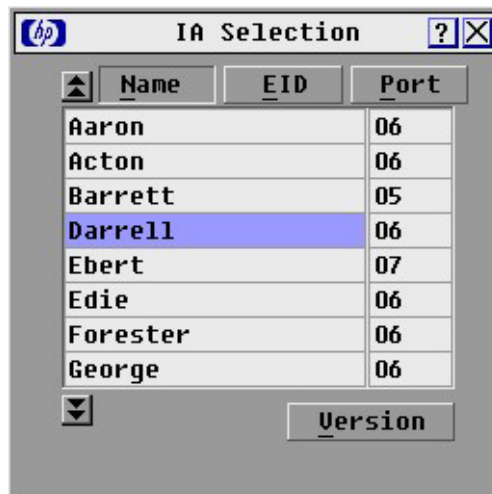 hp IA Selection ? X
Name EID Port
Aaron 06
Acton 06
Barrett 05
Darrell 06
Ebert 07
Edie 06
Forester 06
George 06
Version